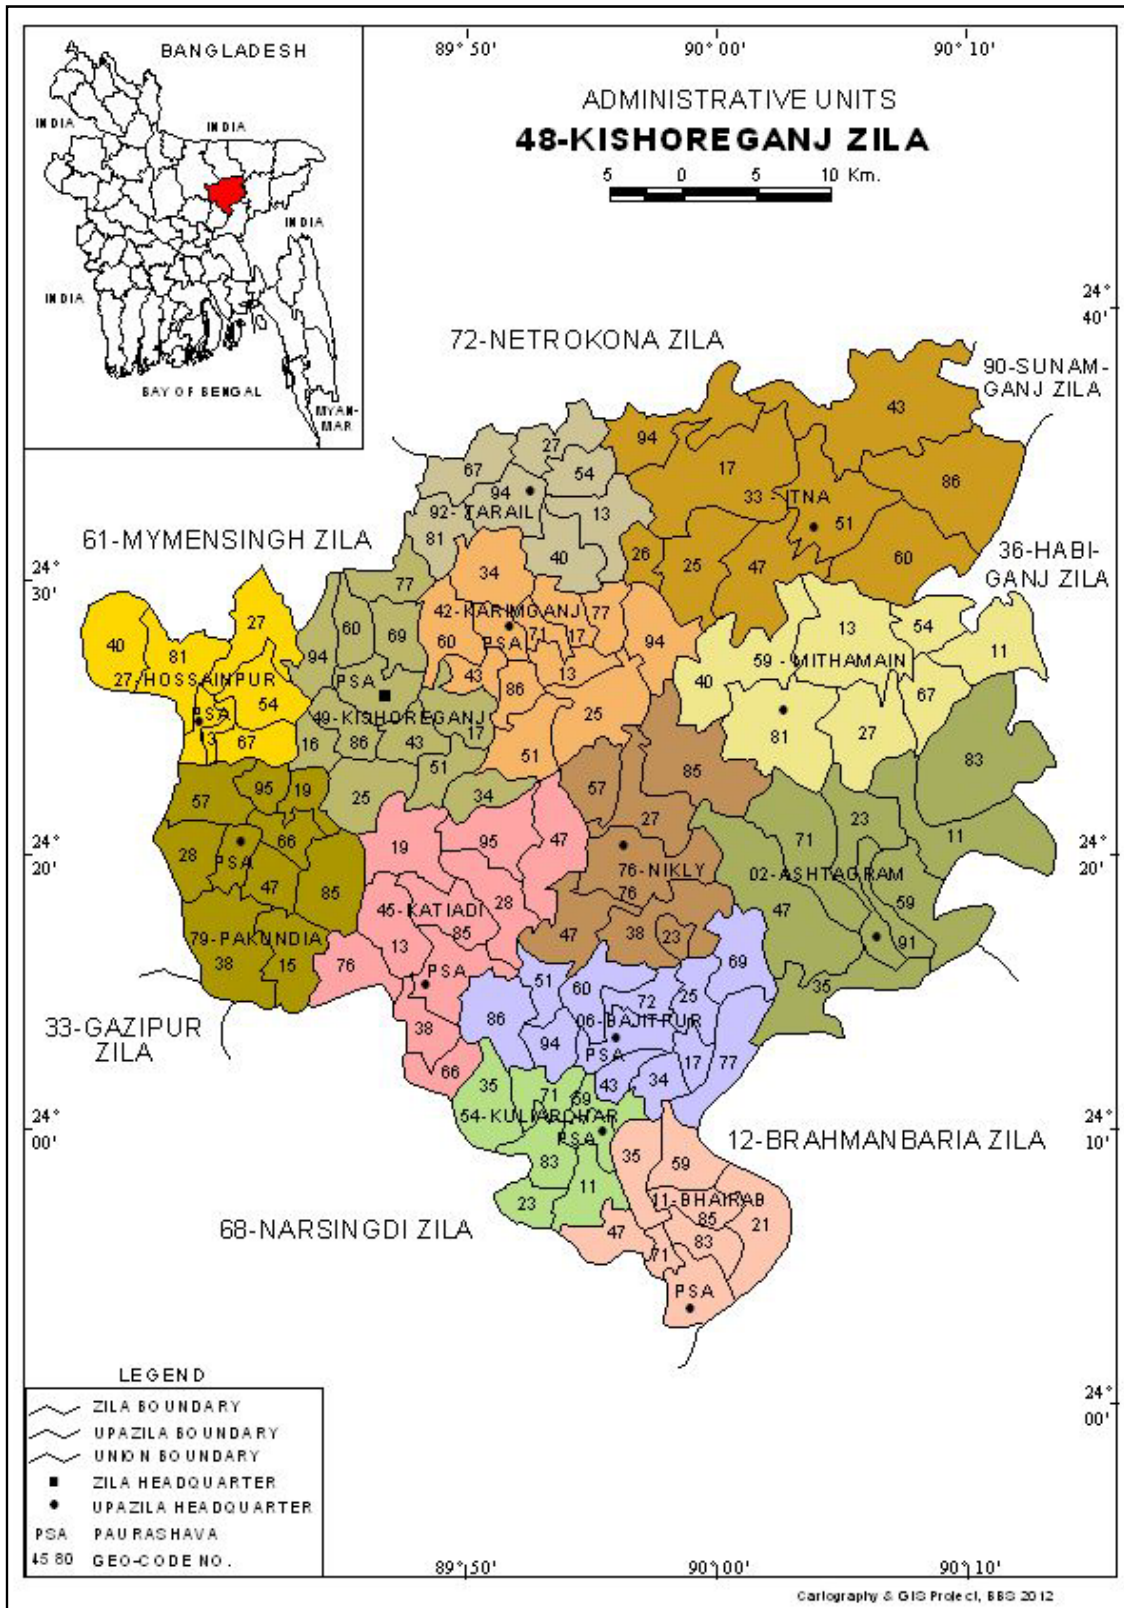 89° 50' 90° 00' 90° 10'
BANGLADESH
INDIA
INDIA
INDIA
INDIA
BAY OF BENGAL
MYAN-
MAR
ADMINISTRATIVE UNITS
48-KISHOREGANJ ZILA
5 0 5 10 Km.
24°
40'
72-NETROKONA ZILA
90-SUNAM-
GANJ ZILA
61-MYMENSINGH ZILA
36-HABI-
GANJ ZILA
24°
30'
43
94
17
33 - ITNA
86
51
26
25
47
60
27
67
54
94
92- TARAIL
13
81
40
34
42-KARIMGANJ
77
60
PSA
71
17
94
43
13
86
25
51
77
60
69
94
PSA
49-KISHOREGANJ
17
16
86
43
51
25
34
27
40
81
27-HOSSAINPUR
54
PSA
67
13
54
11
59 - MITHAMAIN
40
67
81
27
83
23
71
11
02-ASHTAGRAM
59
47
91
35
85
57
27
76-NIKLY
76
47
38
23
57
95
19
28
66
PSA
47
85
79-PAKUNDIA
38
15
47
95
19
28
45-KATIADI
85
13
76
PSA
38
66
69
51
60
25
72
86
06-BAJITPUR
94
PSA
17
77
43
34
35
71
59
54-KULIARCHAR
PSA
83
11
23
35
59
11-BHAIRAB
85
21
47
83
71
PSA
24°
20'
24°
20'
33-GAZIPUR
ZILA
24°
00'
24°
10'
12-BRAHMANBARIA ZILA
68-NARSINGDI ZILA
24°
00'
LEGEND
ZILA BOUNDARY
UPAZILA BOUNDARY
UNION BOUNDARY
ZILA HEADQUARTER
UPAZILA HEADQUARTER
PSA PAURASHAVA
45 80 GEO-CODE NO.
89° 50' 90° 00' 90° 10'
Cartography & GIS Project, BBS 2012